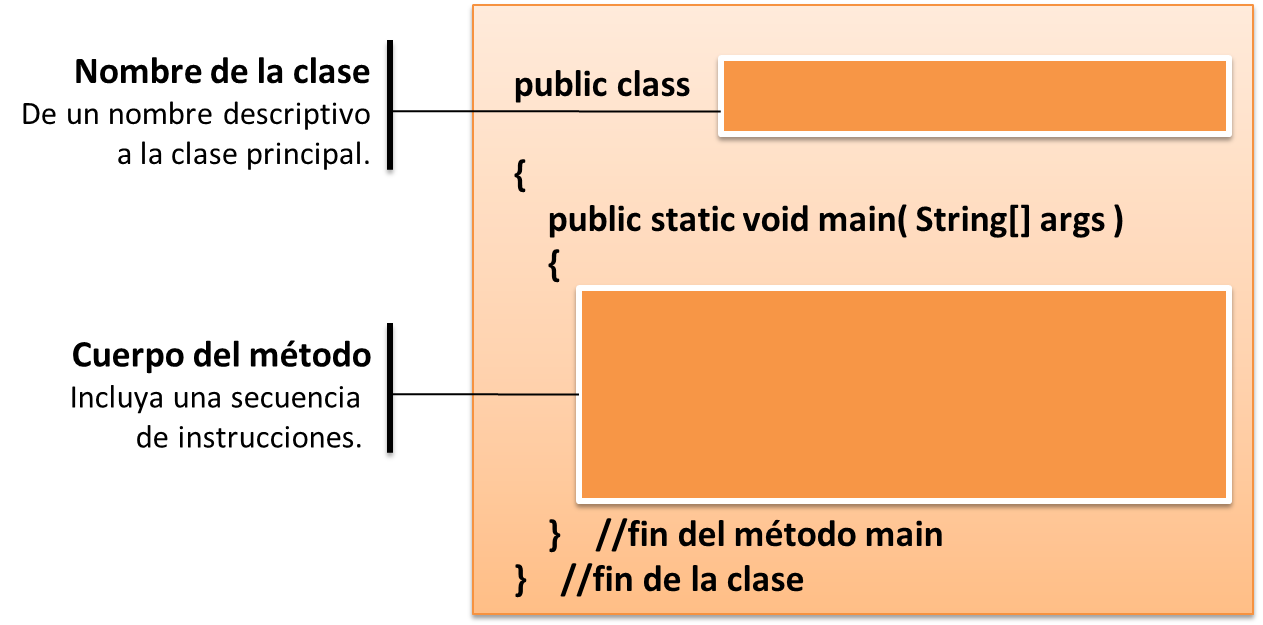 Nombre de la clase
De un nombre descriptivo
a la clase principal.
public class
{
public static void main( String[] args )
{
Cuerpo del método
Incluya una secuencia
de instrucciones.
} //fin del método main
} //fin de la clase